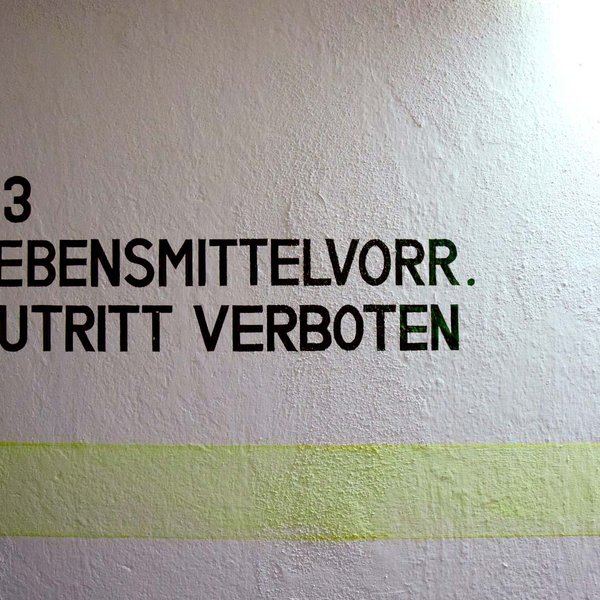 3
EBENSMITTELVORR.
UTRITT VERBOTEN